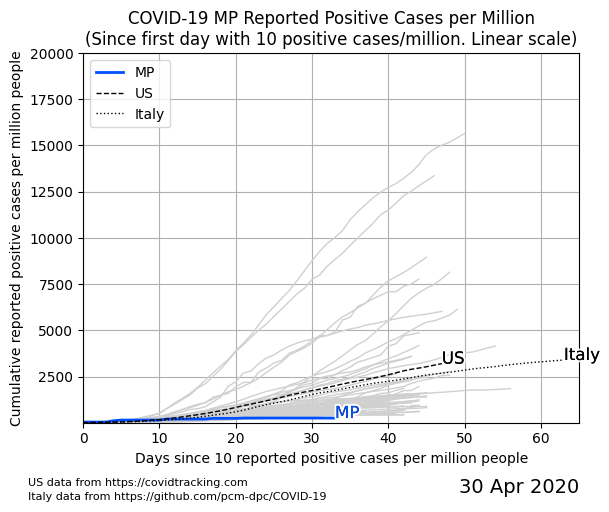 COVID-19 MP Reported Positive Cases per Million
(Since first day with 10 positive cases/million. Linear scale)
Cumulative reported positive cases per million people
20000
17500
15000
12500
10000
7500
5000
2500
MP
US
Italy
US
Italy
MP
0 10 20 30 40 50 60
Days since 10 reported positive cases per million people
US data from https://covidtracking.com
Italy data from https://github.com/pcm-dpc/COVID-19
30 Apr 2020